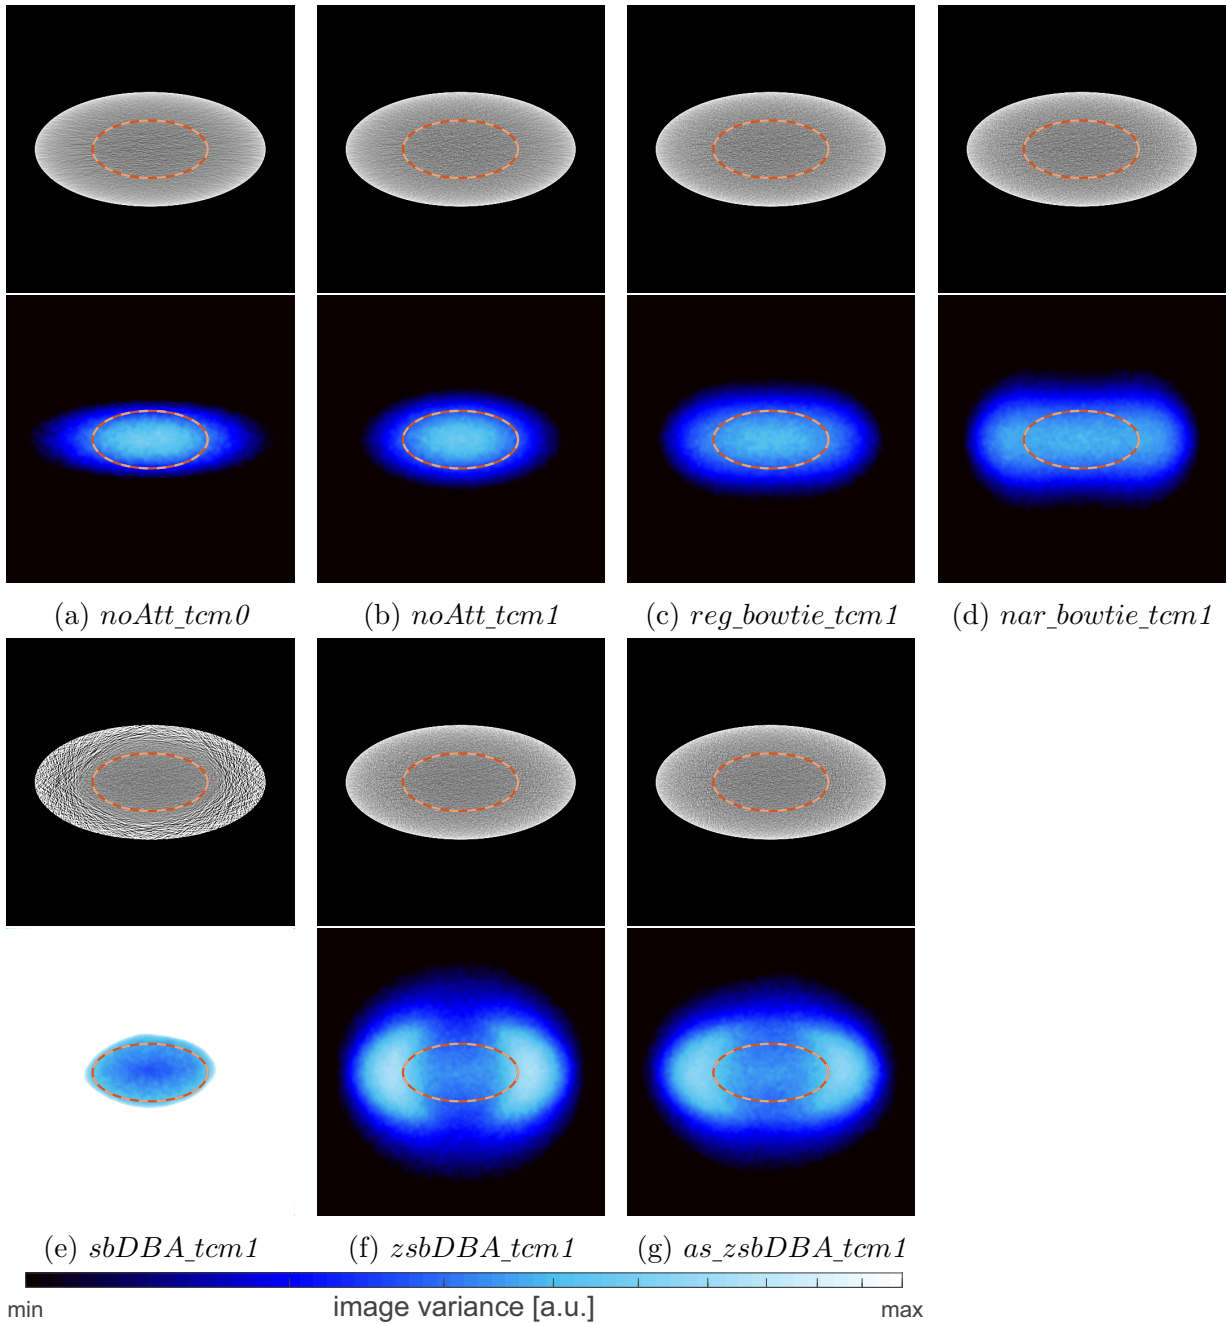 (a) noAtt_tcm0
(b) noAtt_tcm1
(c) reg_bowtie_tcm1
(d) nar_bowtie_tcm1
(e) sbDBA_tcm1
(f) zsbDBA_tcm1
(g) as_zsbDBA_tcm1
min
image variance [a.u.]
max